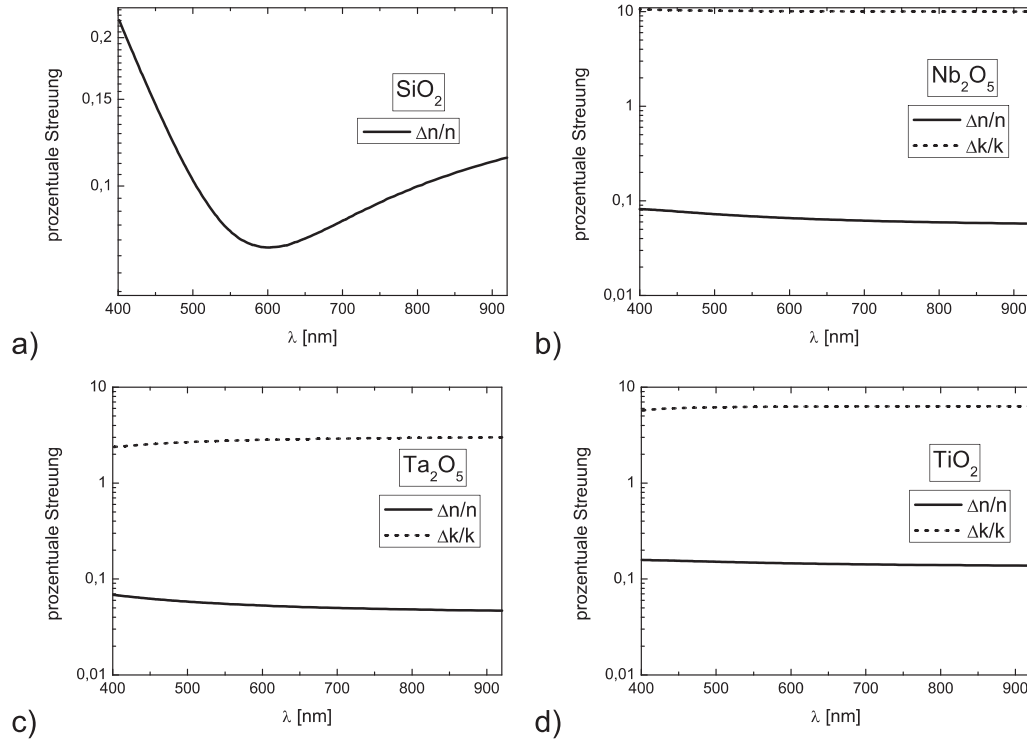 prozentuale Streuung
0,2
0,15
0,1
SiO2
Δn/n
400 500 600 700 800 900
λ [nm]
a)
prozentuale Streuung
10
1
0,1
0,01
Nb2O5
Δn/n
Δk/k
400 500 600 700 800 900
λ [nm]
b)
prozentuale Streuung
10
1
0,1
0,01
Ta2O5
Δn/n
Δk/k
400 500 600 700 800 900
λ [nm]
c)
prozentuale Streuung
10
1
0,1
0,01
TiO2
Δn/n
Δk/k
400 500 600 700 800 900
λ [nm]
d)